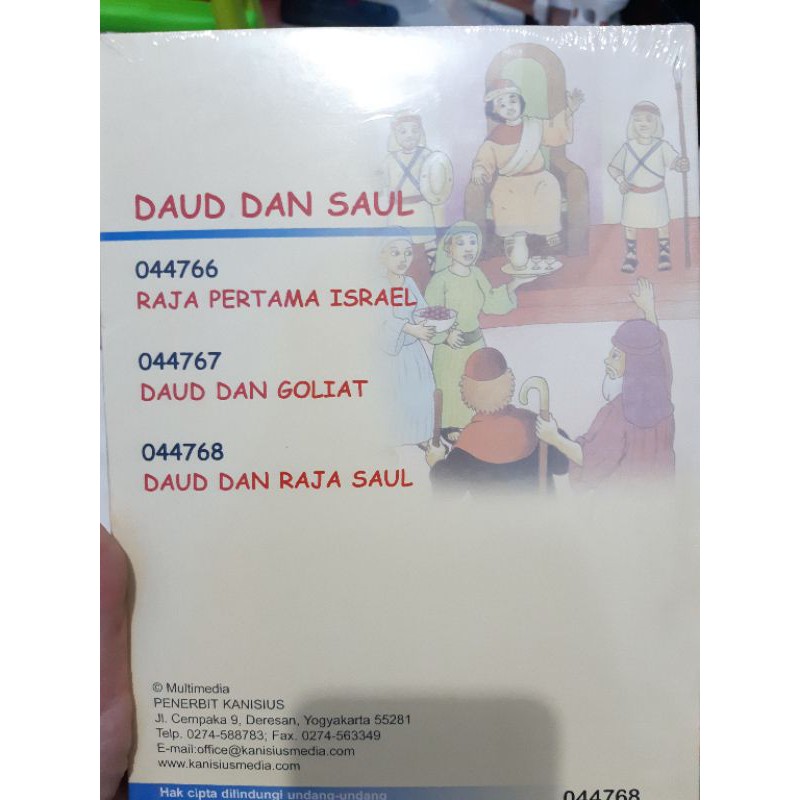 DAUD DAN SAUL
044766
RAJA PERTAMA ISRAEL
044767
DAUD DAN GOLIAT
044768
DAUD DAN RAJA SAUL
© Multimedia
PENERBIT KANISIUS
Jl. Cempaka 9, Deresan, Yogyakarta 55281
Telp. 0274-588783; Fax. 0274-563349
E-mail:office@kanisiusmedia.com
www.kanisiusmedia.com
Hak cipta dilindungi undang-undang
044768